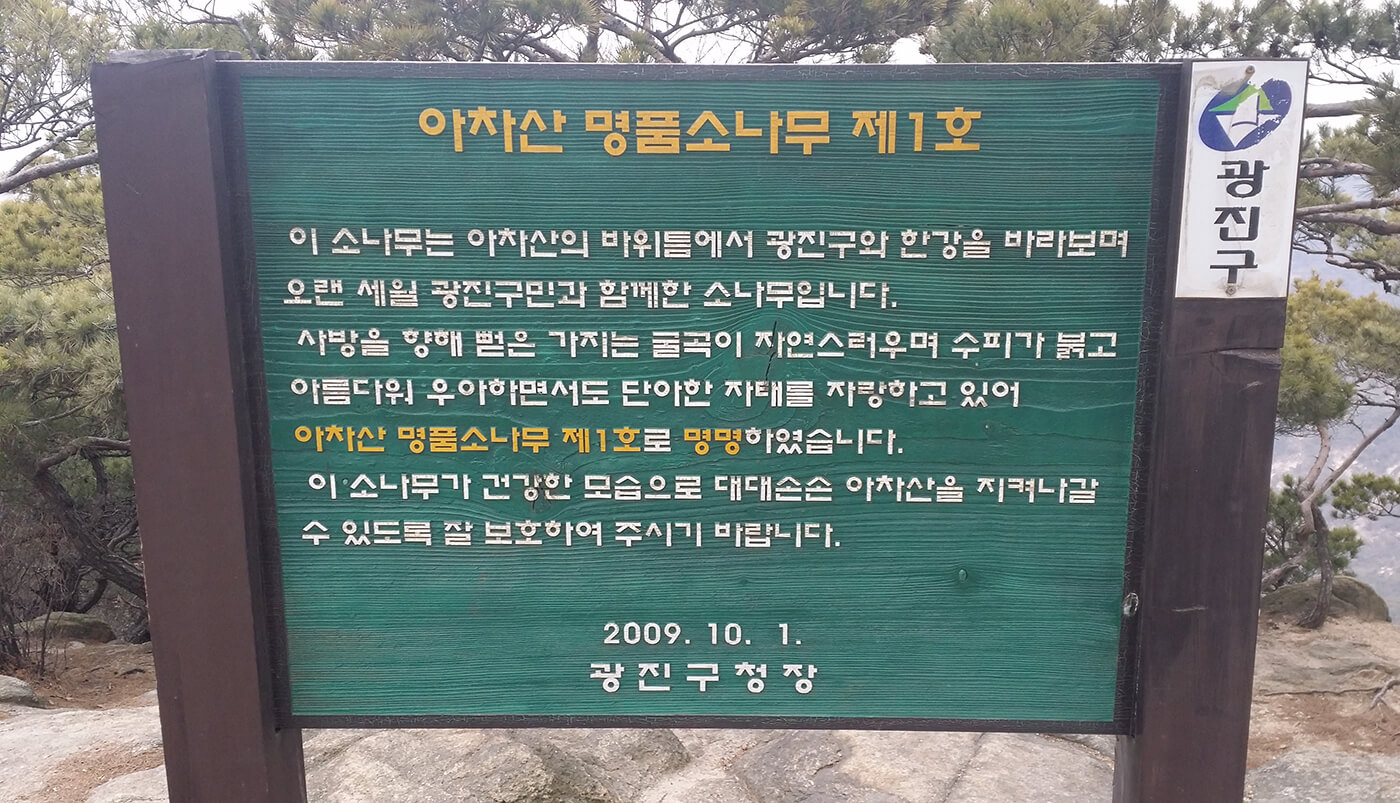 아차산 명품소나무 제1호
이 소나무는 아차산의 바위틈에서 광진구와 한강을 바라보며
오랜 세월 광진구민과 함께한 소나무입니다.
사방을 향해 벋은 가지는 굴곡이 자연스러우며 수피가 붉고
아름다워 우아하면서도 단아한 자태를 자랑하고 있어
아차산 명품소나무 제1호로 명명하였습니다.
이 소나무가 건강한 모습으로 대대손손 아차산을 지켜나갈
수 있도록 잘 보호하여 주시기 바랍니다.
2009. 10. 1.
광진구청장
광진구